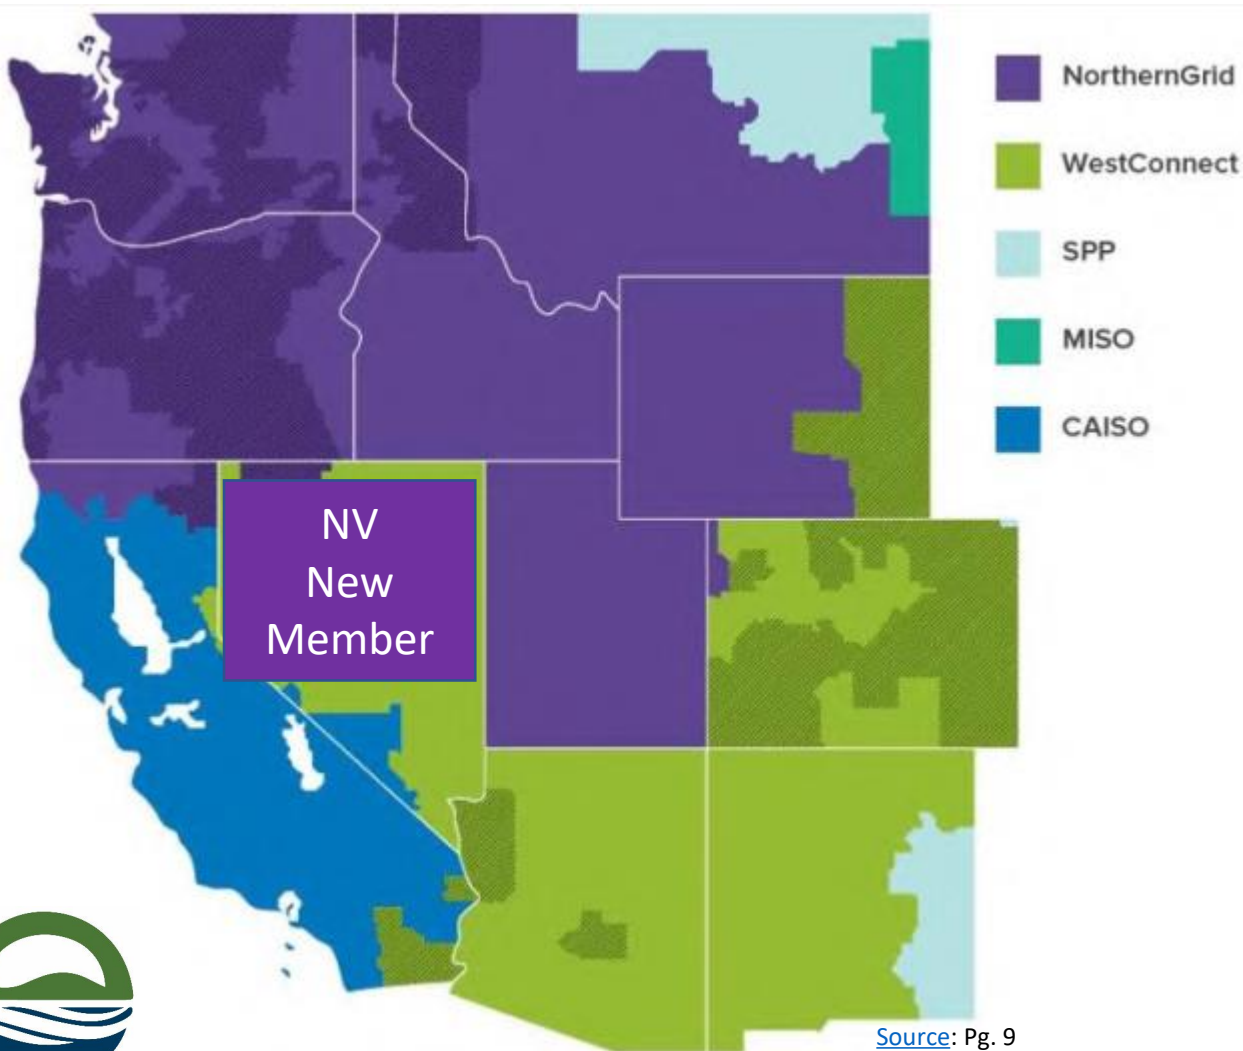 NorthernGrid
WestConnect
SPP
MISO
CAISO
NV
New
Member
Source: Pg. 9